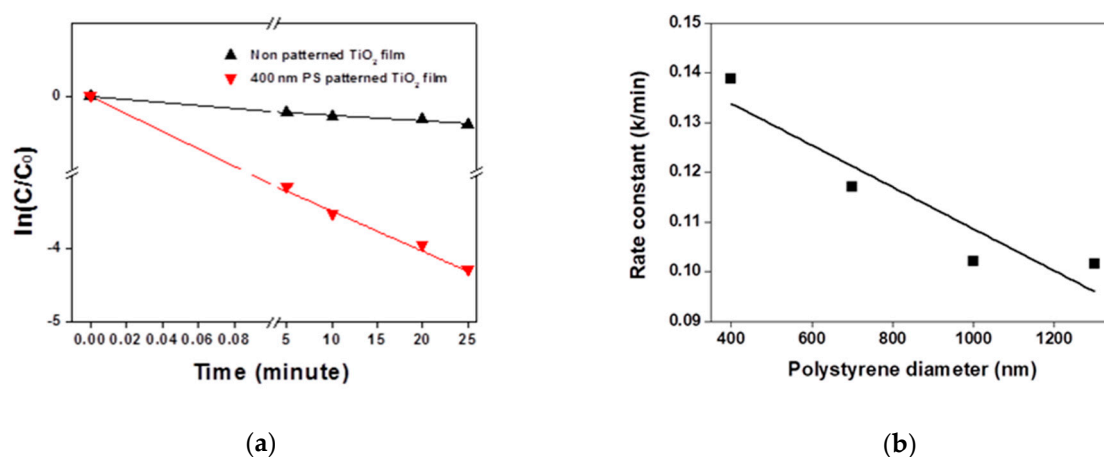 Non patterned TiO₂ film
400 nm PS patterned TiO₂ film
0
-4
-5
ln(C/C₀)
0.00 0.02 0.04 0.06 0.08 5 10 15 20 25
Time (minute)
(a)
0.15
0.14
0.13
0.12
0.11
0.10
0.09
Rate constant (k/min)
400 600 800 1000 1200
Polystyrene diameter (nm)
(b)